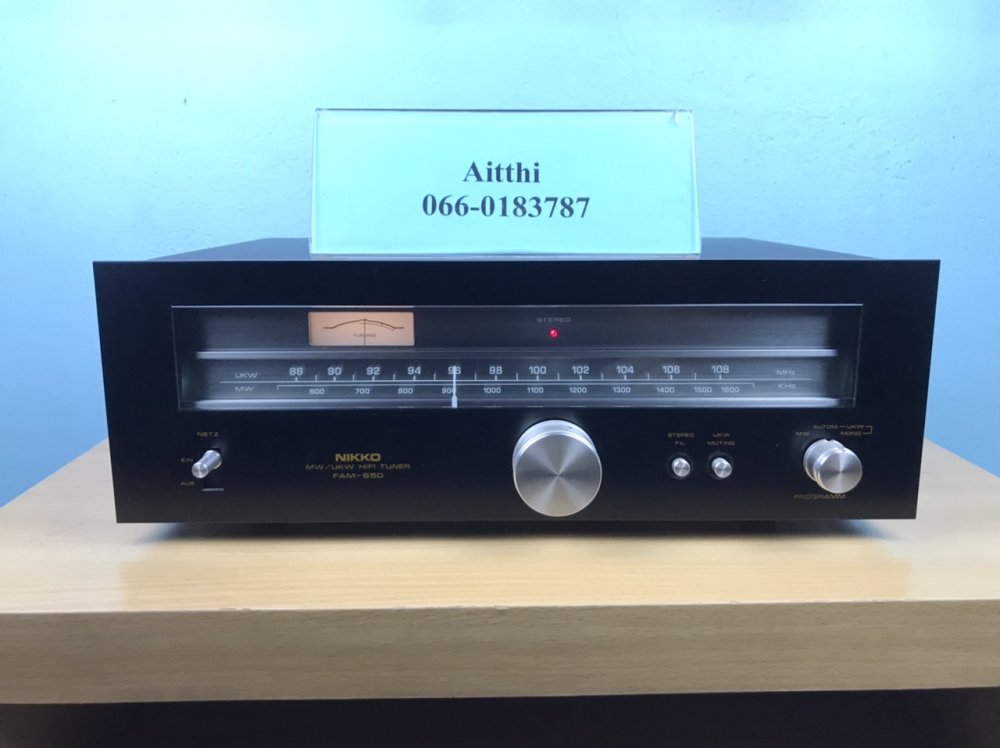 Aitthi
066-0183787
TUNING
STEREO
UKW 88 90 92 94 96 98 100 102 104 106 108 MHz
MW 600 700 800 900 1000 1100 1200 1300 1400 1500 1600 KHz
NETZ
EIN
AUS
NIKKO
MW/UKW HIFI TUNER
FAM-650
STEREO
FIL.
UKW
MUTING
AUTOM.-UKW
MW MONO
PROGRAMM